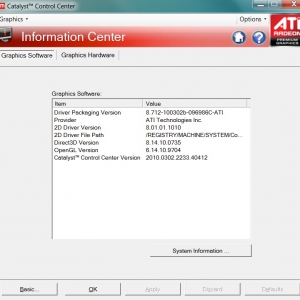 Catalyst™ Control Center
Graphics
Options
Information Center
ATI
RADEON
PREMIUM
GRAPHICS
Graphics Software
Graphics Hardware
Graphics Software:
Item Value
Driver Packaging Version 8.712-100302b-096986C-ATI
Provider ATI Technologies Inc.
2D Driver Version 8.01.01.1010
2D Driver File Path /REGISTRY/MACHINE/SYSTEM/Co...
Direct3D Version 8.14.10.0735
OpenGL Version 6.14.10.9704
Catalyst™ Control Center Version 2010.0302.2233.40412
System Information ...
Basic... OK Apply Discard Defaults